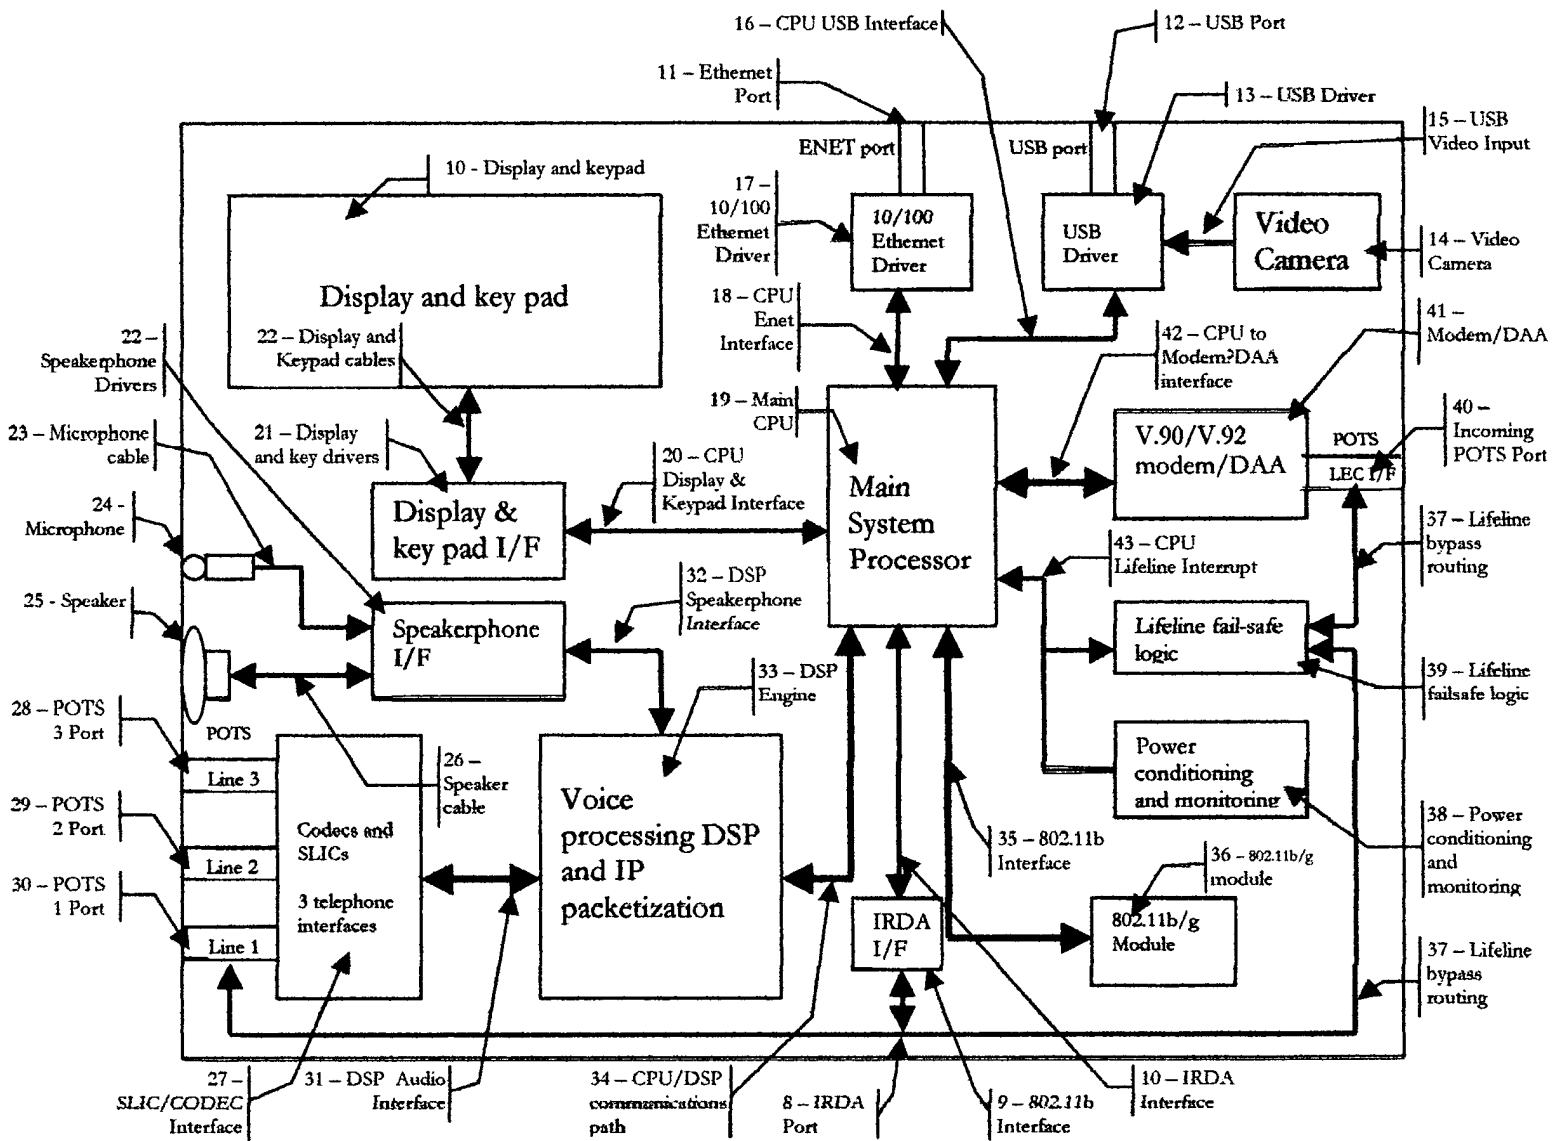 16 – CPU USB Interface
12 – USB Port
11 – Ethernet
Port
13 – USB Driver
15 – USB
Video Input
ENET port
USB port
10 - Display and keypad
17 –
10/100
Ethernet
Driver
10/100
Ethernet
Driver
USB
Driver
Video
Camera
14 – Video
Camera
Display and key pad
18 – CPU
Enet
Interface
42 – CPU to
Modem?DAA
interface
41 –
Modem/DAA
22 –
Speakerphone
Drivers
22 – Display and
Keypad cables
19 – Main
CPU
40 –
Incoming
POTS Port
23 – Microphone
cable
21 – Display
and key drivers
20 – CPU
Display &
Keypad Interface
Main
System
Processor
V.90/V.92
modem/DAA
POTS
LEC I/F
24 -
Microphone
Display &
key pad I/F
43 – CPU
Lifeline Interrupt
37 – Lifeline
bypass
routing
25 - Speaker
32 – DSP
Speakerphone
Interface
Speakerphone
I/F
Lifeline fail-safe
logic
33 – DSP
Engine
39 – Lifeline
failsafe logic
28 – POTS
3 Port
POTS
Line 3
26 –
Speaker
cable
Power
conditioning
and monitoring
29 – POTS
2 Port
Line 2
Codecs and
SLICs
3 telephone
interfaces
Voice
processing DSP
and IP
packetization
35 – 802.11b
Interface
36 – 802.11b/g
module
38 – Power
conditioning
and
monitoring
30 – POTS
1 Port
Line 1
IRDA
I/F
802.11b/g
Module
37 – Lifeline
bypass
routing
27 –
SLIC/CODEC
Interface
31 – DSP Audio
Interface
34 – CPU/DSP
communications
path
8 – IRDA
Port
9 – 802.11b
Interface
10 – IRDA
Interface